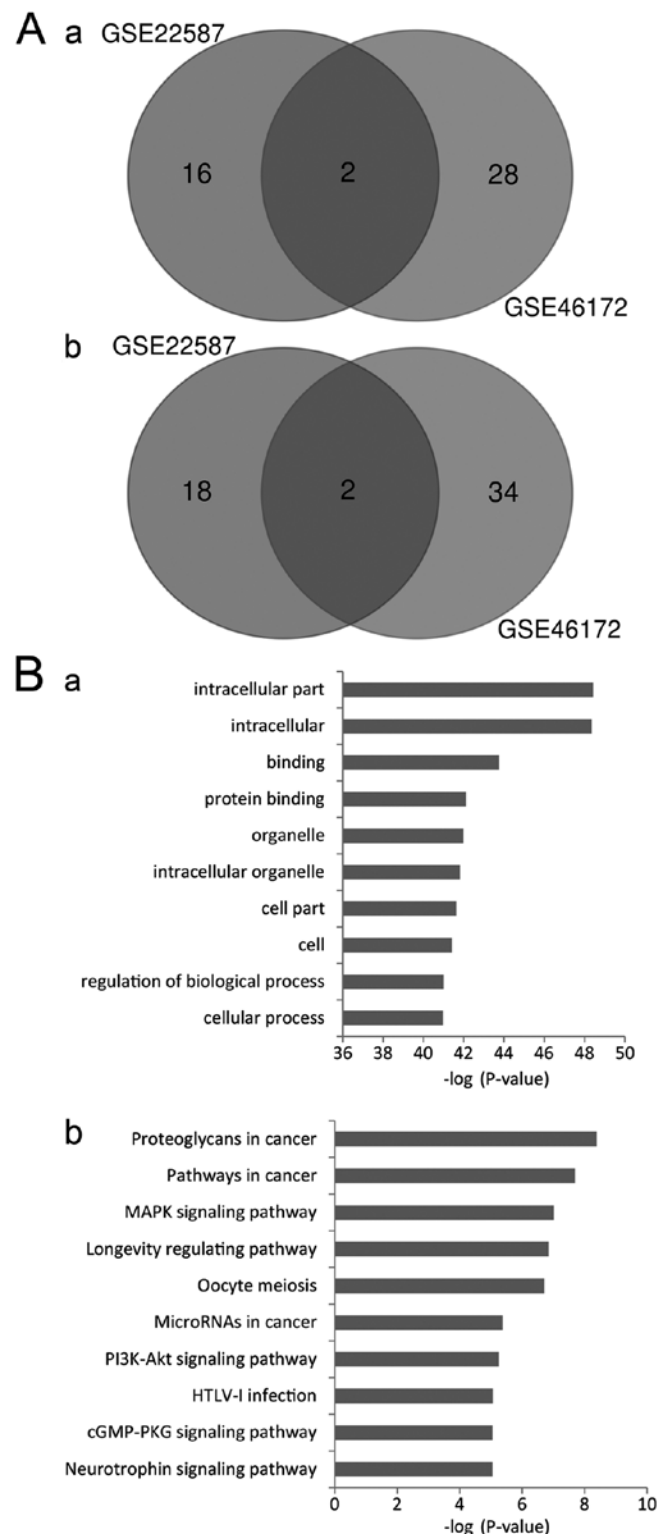 A a
GSE22587
16 2 28
GSE46172
b
GSE22587
18 2 34
GSE46172
B a
intracellular part
intracellular
binding
protein binding
organelle
intracellular organelle
cell part
cell
regulation of biological process
cellular process
36 38 40 42 44 46 48 50
-log (P-value)
b
Proteoglycans in cancer
Pathways in cancer
MAPK signaling pathway
Longevity regulating pathway
Oocyte meiosis
MicroRNAs in cancer
PI3K-Akt signaling pathway
HTLV-I infection
cGMP-PKG signaling pathway
Neurotrophin signaling pathway
0 2 4 6 8 10
-log (P-value)